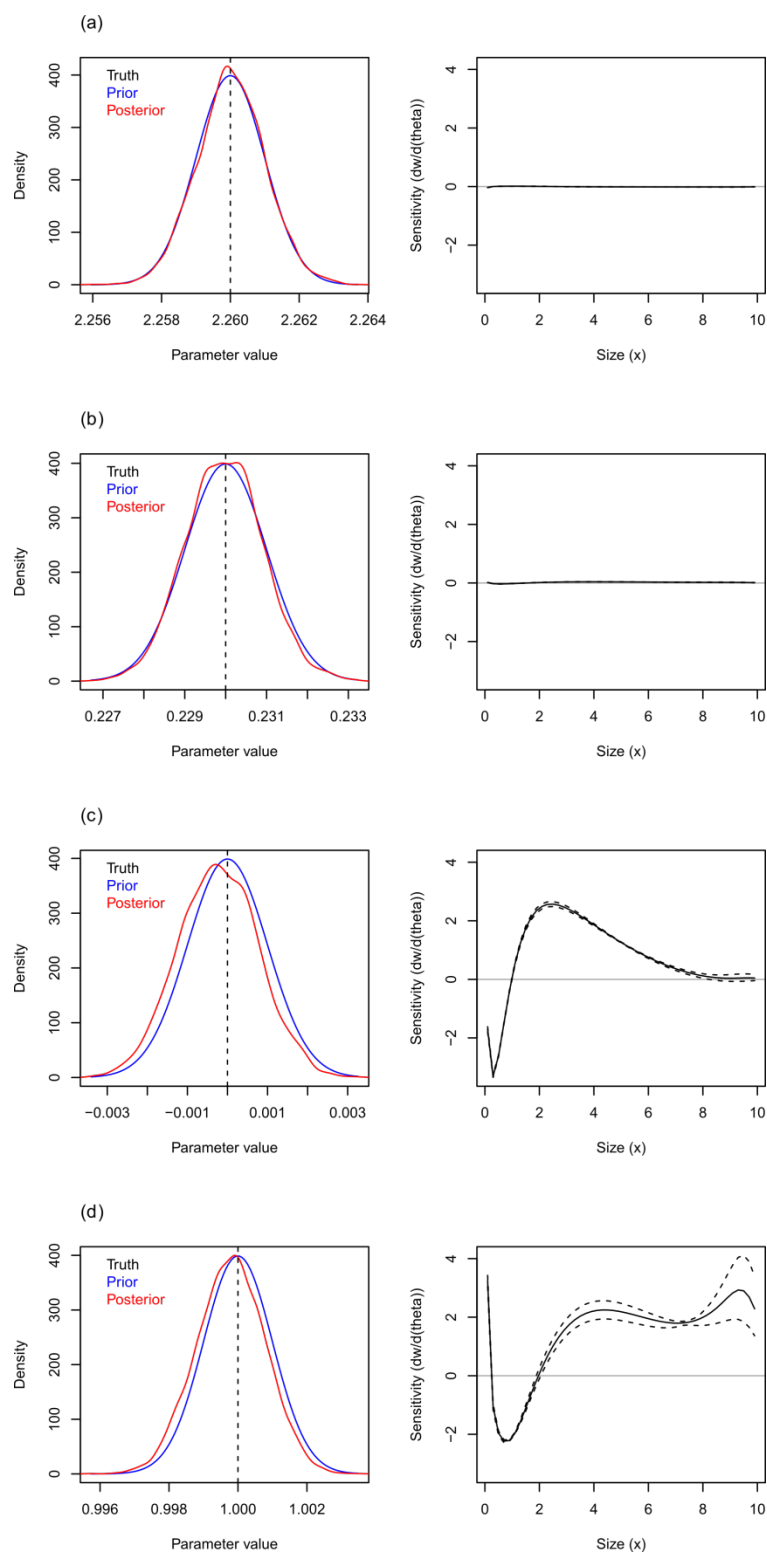 (a)
Truth
Prior
Posterior
Density
0
100
200
300
400
2.256 2.258 2.260 2.262 2.264
Parameter value
Sensitivity (dw/d(theta))
−2
0
2
4
0 2 4 6 8 10
Size (x)
(b)
Truth
Prior
Posterior
Density
0
100
200
300
400
0.227 0.229 0.231 0.233
Parameter value
Sensitivity (dw/d(theta))
−2
0
2
4
0 2 4 6 8 10
Size (x)
(c)
Truth
Prior
Posterior
Density
0
100
200
300
400
−0.003 −0.001 0.001 0.003
Parameter value
Sensitivity (dw/d(theta))
−2
0
2
4
0 2 4 6 8 10
Size (x)
(d)
Truth
Prior
Posterior
Density
0
100
200
300
400
0.996 0.998 1.000 1.002
Parameter value
Sensitivity (dw/d(theta))
−2
0
2
4
0 2 4 6 8 10
Size (x)